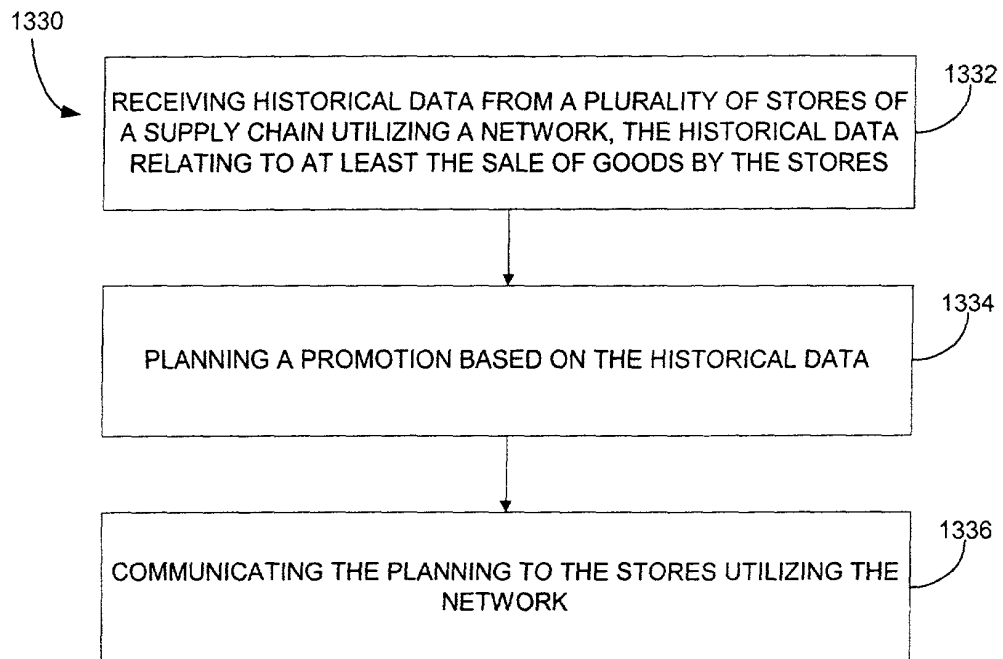 1330
1332
RECEIVING HISTORICAL DATA FROM A PLURALITY OF STORES OF
A SUPPLY CHAIN UTILIZING A NETWORK, THE HISTORICAL DATA
RELATING TO AT LEAST THE SALE OF GOODS BY THE STORES
1334
PLANNING A PROMOTION BASED ON THE HISTORICAL DATA
1336
COMMUNICATING THE PLANNING TO THE STORES UTILIZING THE
NETWORK